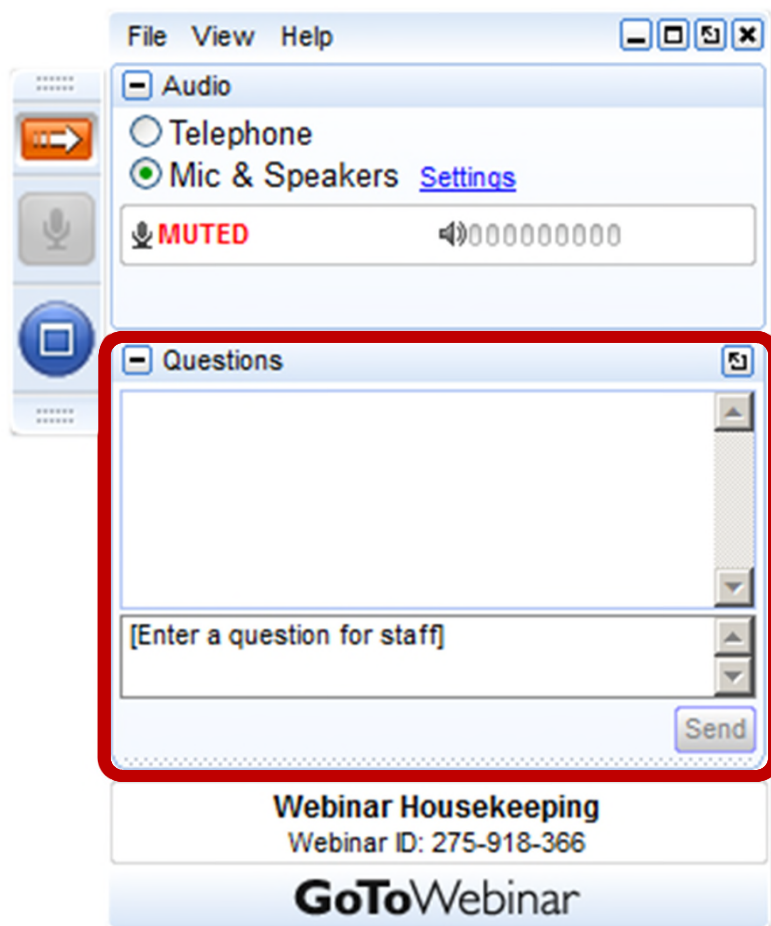 File View Help
Audio
Telephone
Mic & Speakers Settings
MUTED
Questions
[Enter a question for staff]
Send
Webinar Housekeeping
Webinar ID: 275-918-366
GoToWebinar